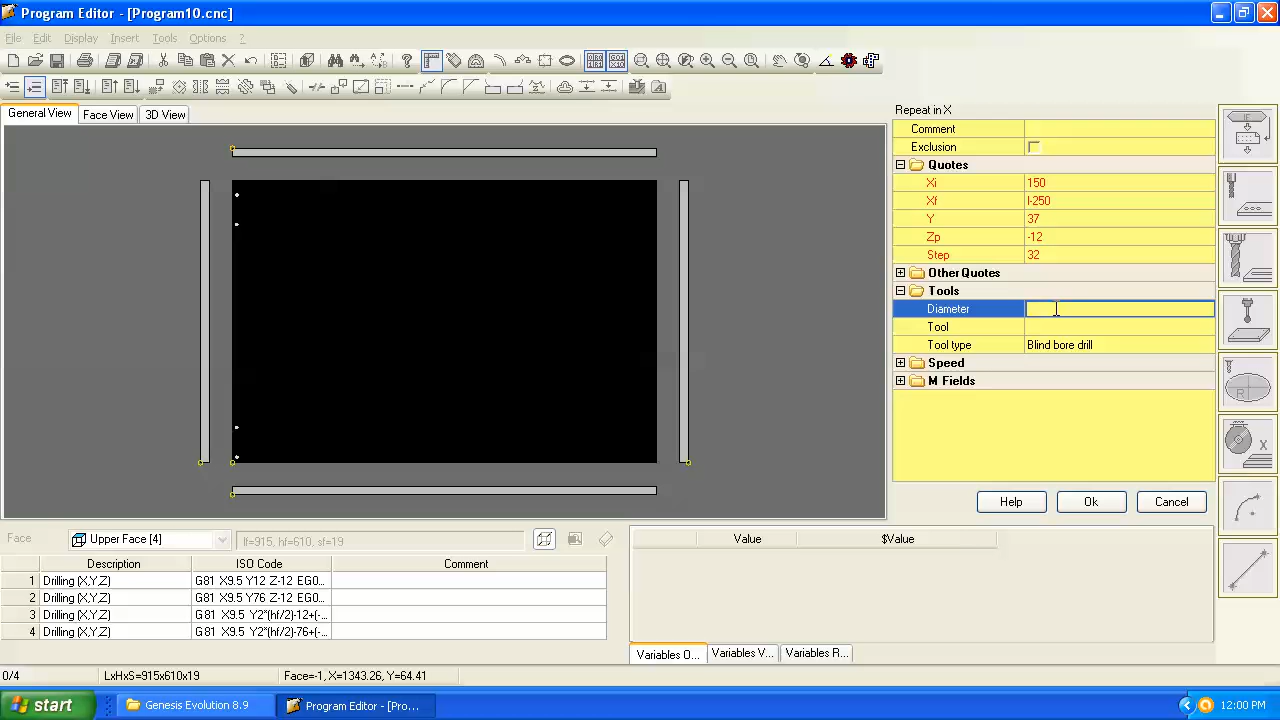 Program Editor - [Program10.cnc]
File Edit Display Insert Tools Options ?
General View Face View 3D View
Repeat in X
Comment
Exclusion
Quotes
Xi 150
Xf l-250
Y 37
Zp -12
Step 32
Other Quotes
Tools
Diameter
Tool
Tool type Blind bore drill
Speed
M Fields
Help Ok Cancel
Face Upper Face [4] lf=915, hf=610, sf=19
Description ISO Code Comment
1 Drilling (X,Y,Z) G81 X9.5 Y12 Z-12 EG0...
2 Drilling (X,Y,Z) G81 X9.5 Y76 Z-12 EG0...
3 Drilling (X,Y,Z) G81 X9.5 Y2*(hf/2)-12+(-...
4 Drilling (X,Y,Z) G81 X9.5 Y2*(hf/2)-76+(-...
Value $Value
Variables O... Variables V... Variables R...
0/4 LxHxS=915x610x19 Face=-1, X=1343.26, Y=64.41
start Genesis Evolution 8.9 Program Editor - [Pro... 12:00 PM